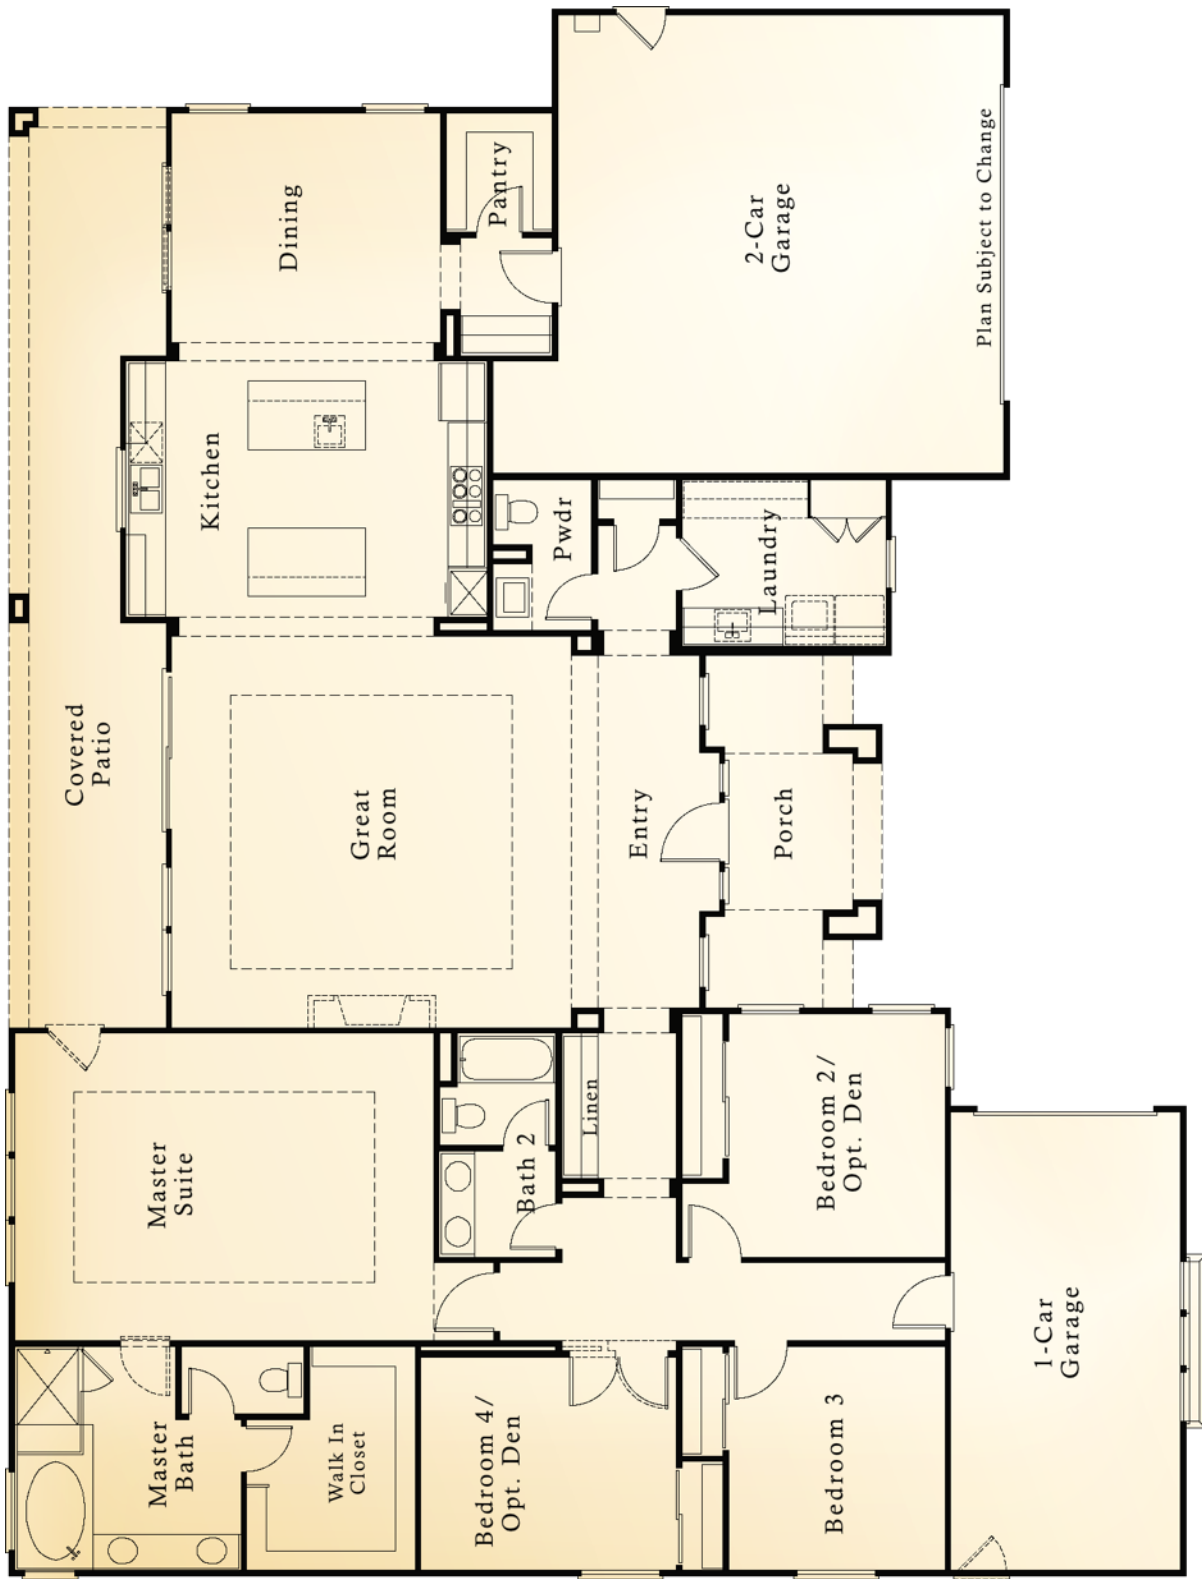 Dining
Pantry
2-Car
Garage
Plan Subject to Change
Kitchen
Pwdr
Laundry
Covered
Patio
Great
Room
Entry
Porch
Master
Suite
Bath 2
Linen
Bedroom 2/
Opt. Den
1-Car
Garage
Master
Bath
Walk In
Closet
Bedroom 4/
Opt. Den
Bedroom 3